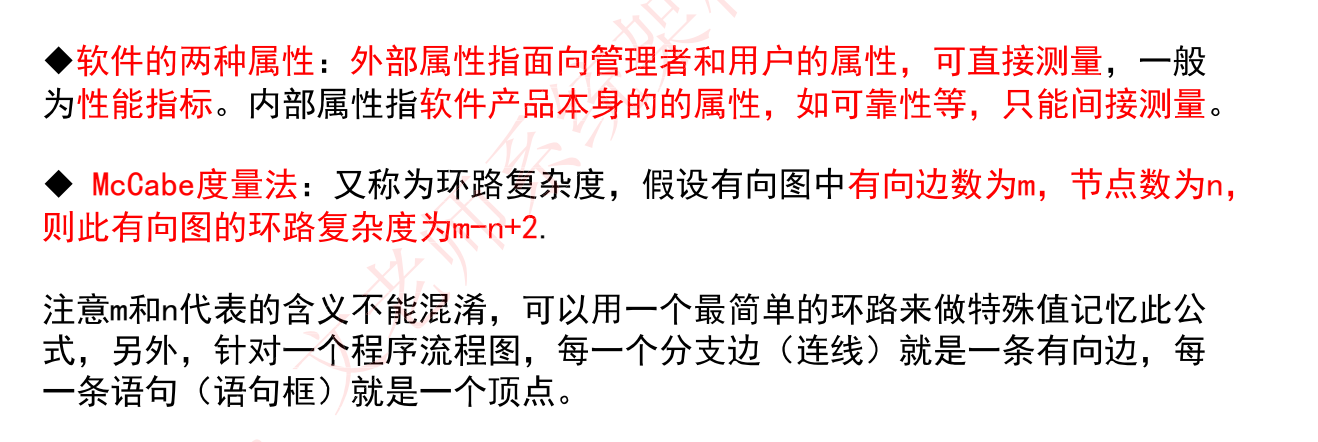 ◆软件的两种属性：外部属性指面向管理者和用户的属性，可直接测量，一般
为性能指标。内部属性指软件产品本身的的属性，如可靠性等，只能间接测量。
◆ McCabe度量法：又称为环路复杂度，假设有向图中有向边数为m，节点数为n，
则此有向图的环路复杂度为m-n+2.
注意m和n代表的含义不能混淆，可以用一个最简单的环路来做特殊值记忆此公
式，另外，针对一个程序流程图，每一个分支边（连线）就是一条有向边，每
一条语句（语句框）就是一个顶点。
文老师系统架